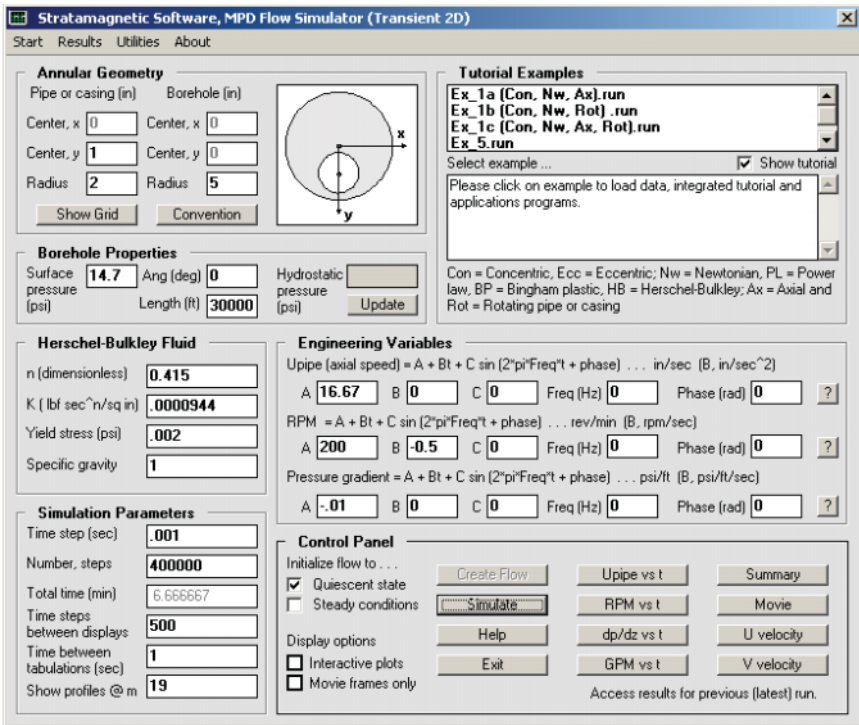 Stratamagnetic Software, MPD Flow Simulator (Transient 2D)
Start Results Utilities About
Annular Geometry
Pipe or casing (in) Borehole (in)
Center, x 0 Center, x 0
Center, y 1 Center, y 0
Radius 2 Radius 5
Show Grid Convention
x
y
Tutorial Examples
Ex_1a (Con, Nw, Ax).run
Ex_1b (Con, Nw, Rot) .run
Ex_1c (Con, Nw, Ax, Rot).run
Ex_5.run
Select example ... Show tutorial
Please click on example to load data, integrated tutorial and
applications programs.
Con = Concentric, Ecc = Eccentric; Nw = Newtonian, PL = Power
law, BP = Bingham plastic, HB = Herschel-Bulkley; Ax = Axial and
Rot = Rotating pipe or casing
Borehole Properties
Surface pressure (psi) 14.7 Ang (deg) 0
Length (ft) 30000
Hydrostatic pressure (psi)
Update
Herschel-Bulkley Fluid
n (dimensionless) 0.415
K ( lbf sec^n/sq in) .0000944
Yield stress (psi) .002
Specific gravity 1
Engineering Variables
Upipe (axial speed) = A + Bt + C sin (2*pi*Freq*t + phase) . . . in/sec (B, in/sec^2)
A 16.67 B 0 C 0 Freq (Hz) 0 Phase (rad) 0 ?
RPM = A + Bt + C sin (2*pi*Freq*t + phase) . . . rev/min (B, rpm/sec)
A 200 B -0.5 C 0 Freq (Hz) 0 Phase (rad) 0 ?
Pressure gradient = A + Bt + C sin (2*pi*Freq*t + phase) . . . psi/ft (B, psi/ft/sec)
A -.01 B 0 C 0 Freq (Hz) 0 Phase (rad) 0 ?
Simulation Parameters
Time step (sec) .001
Number, steps 400000
Total time (min) 6.666667
Time steps
between displays 500
Time between
tabulations (sec) 1
Show profiles @ m 19
Control Panel
Initialize flow to . . .
Quiescent state
Steady conditions
Display options
Interactive plots
Movie frames only
Create Flow Upipe vs t Summary
Simulate RPM vs t Movie
Help dp/dz vs t U velocity
Exit GPM vs t V velocity
Access results for previous (latest) run.